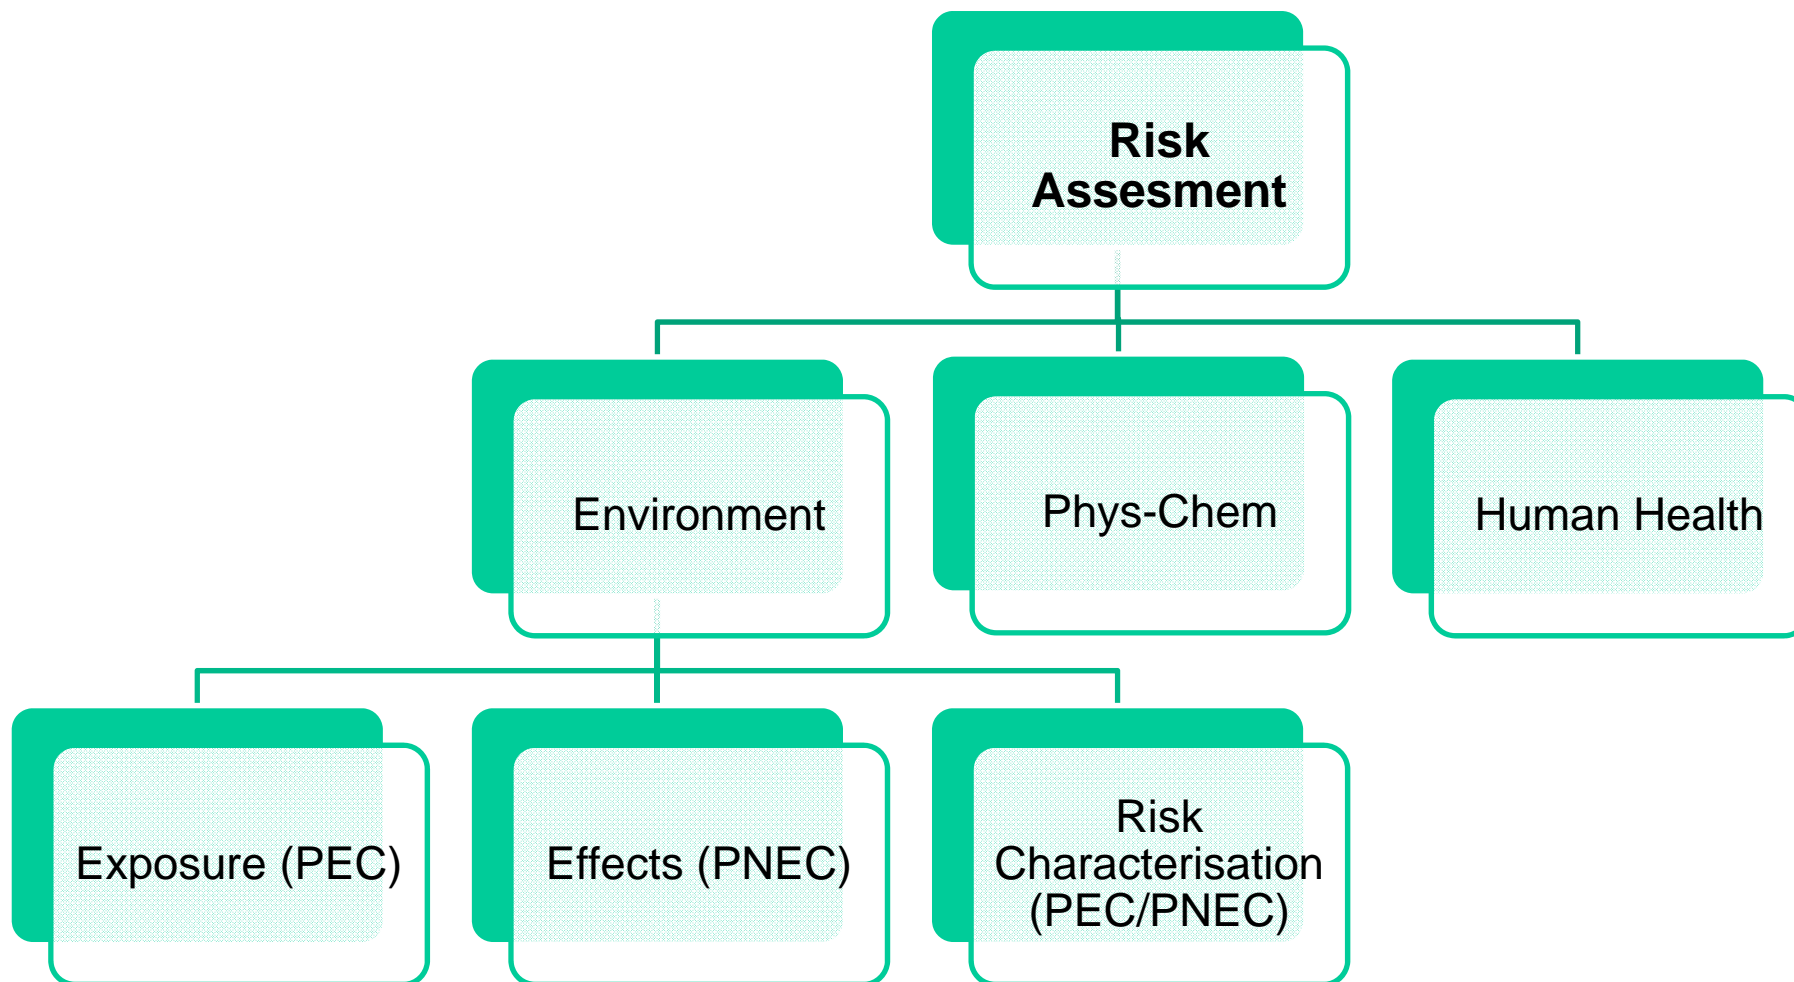 Risk
Assesment
Environment
Phys-Chem
Human Health
Exposure (PEC)
Effects (PNEC)
Risk
Characterisation
(PEC/PNEC)